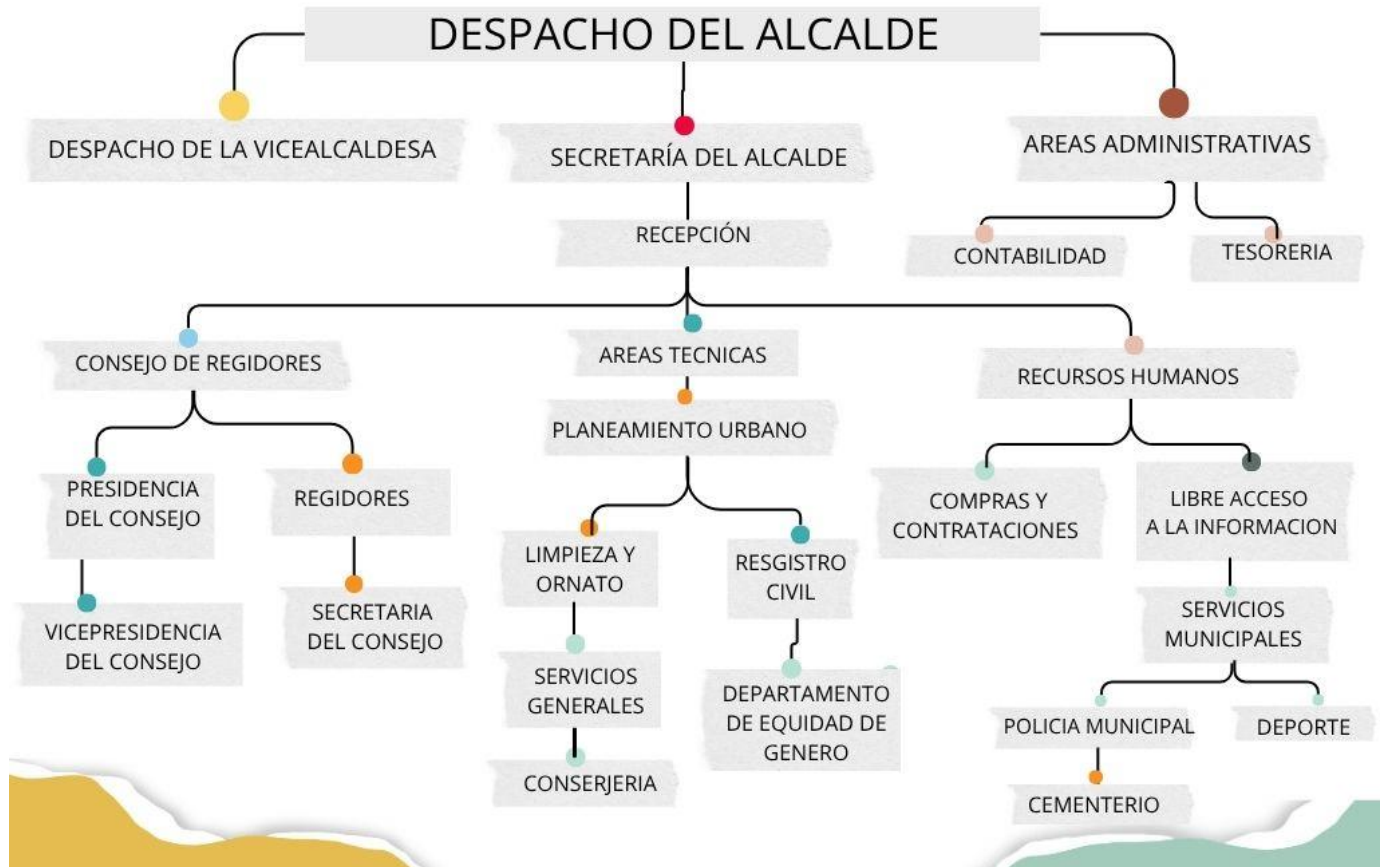 DESPACHO DEL ALCALDE
DESPACHO DE LA VICEALCALDESA
SECRETARÍA DEL ALCALDE
AREAS ADMINISTRATIVAS
RECEPCIÓN
CONTABILIDAD
TESORERIA
CONSEJO DE REGIDORES
AREAS TECNICAS
RECURSOS HUMANOS
PLANEAMIENTO URBANO
PRESIDENCIA
DEL CONSEJO
REGIDORES
COMPRAS Y
CONTRATACIONES
LIBRE ACCESO
A LA INFORMACION
LIMPIEZA Y
ORNATO
RESGISTRO
CIVIL
VICEPRESIDENCIA
DEL CONSEJO
SECRETARIA
DEL CONSEJO
SERVICIOS
MUNICIPALES
SERVICIOS
GENERALES
DEPARTAMENTO
DE EQUIDAD DE
GENERO
POLICIA MUNICIPAL
DEPORTE
CONSERJERIA
CEMENTERIO